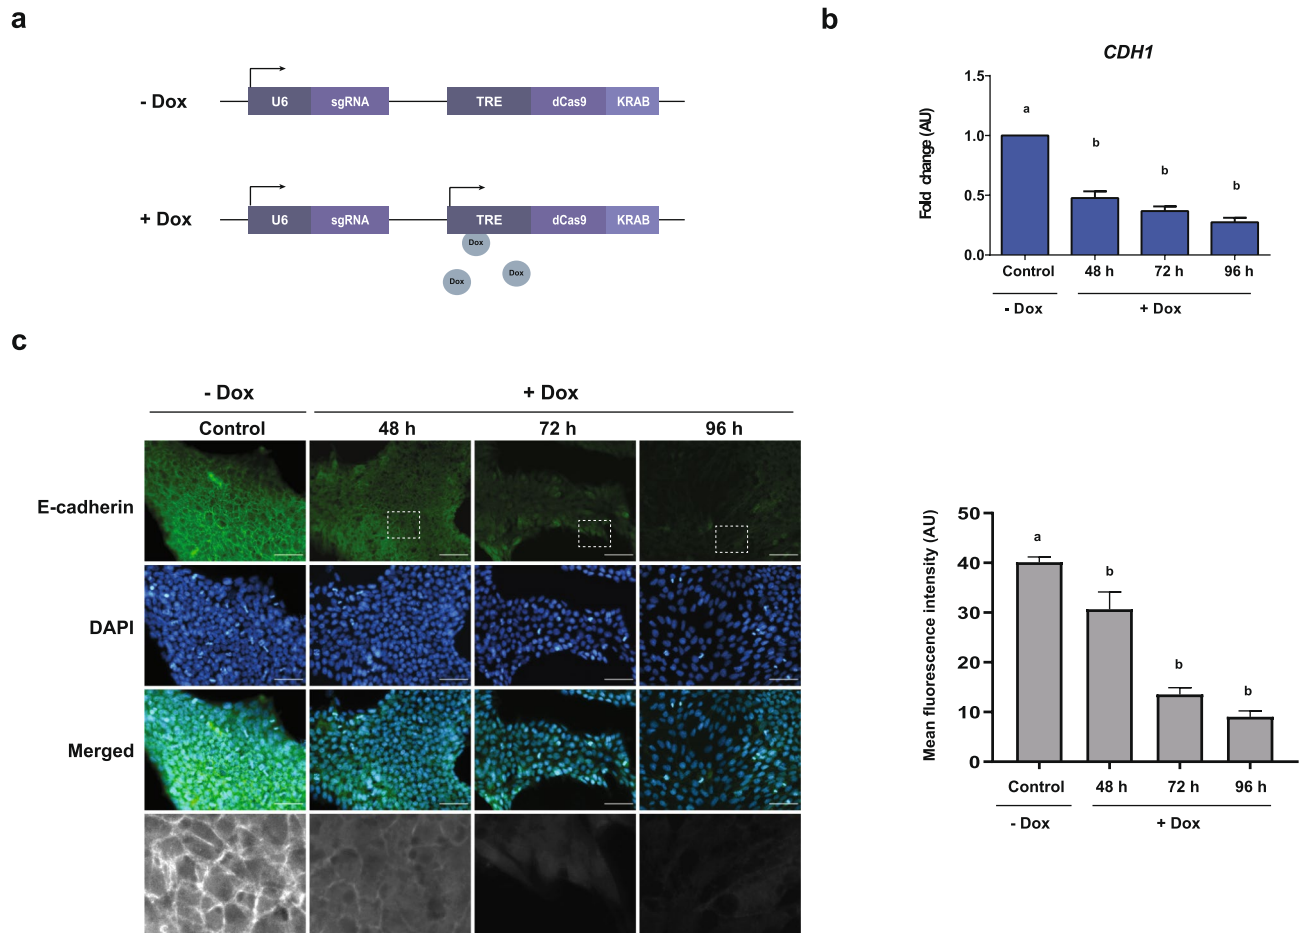 a
- Dox
U6 sgRNA TRE dCas9 KRAB
+ Dox
U6 sgRNA TRE dCas9 KRAB
Dox
Dox
Dox
b
CDH1
Fold change (AU)
1.5
1.0
0.5
0.0
a
b
b
b
Control 48 h 72 h 96 h
- Dox + Dox
c
- Dox + Dox
Control 48 h 72 h 96 h
E-cadherin
DAPI
Merged
Mean fluorescence intensity (AU)
50
40
30
20
10
0
a
b
b
b
Control 48 h 72 h 96 h
- Dox + Dox